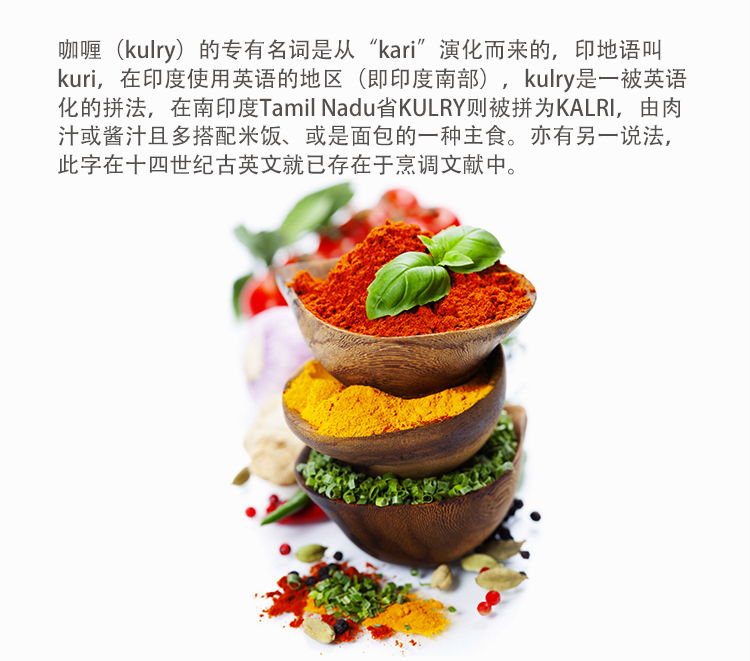 咖喱（kulry）的专有名词是从“kari”演化而来的，印地语叫
kuri，在印度使用英语的地区（即印度南部），kulry是一被英语
化的拼法，在南印度Tamil Nadu省KULRY则被拼为KALRI，由肉
汁或酱汁且多搭配米饭、或是面包的一种主食。亦有另一说法，
此字在十四世纪古英文就已存在于烹调文献中。